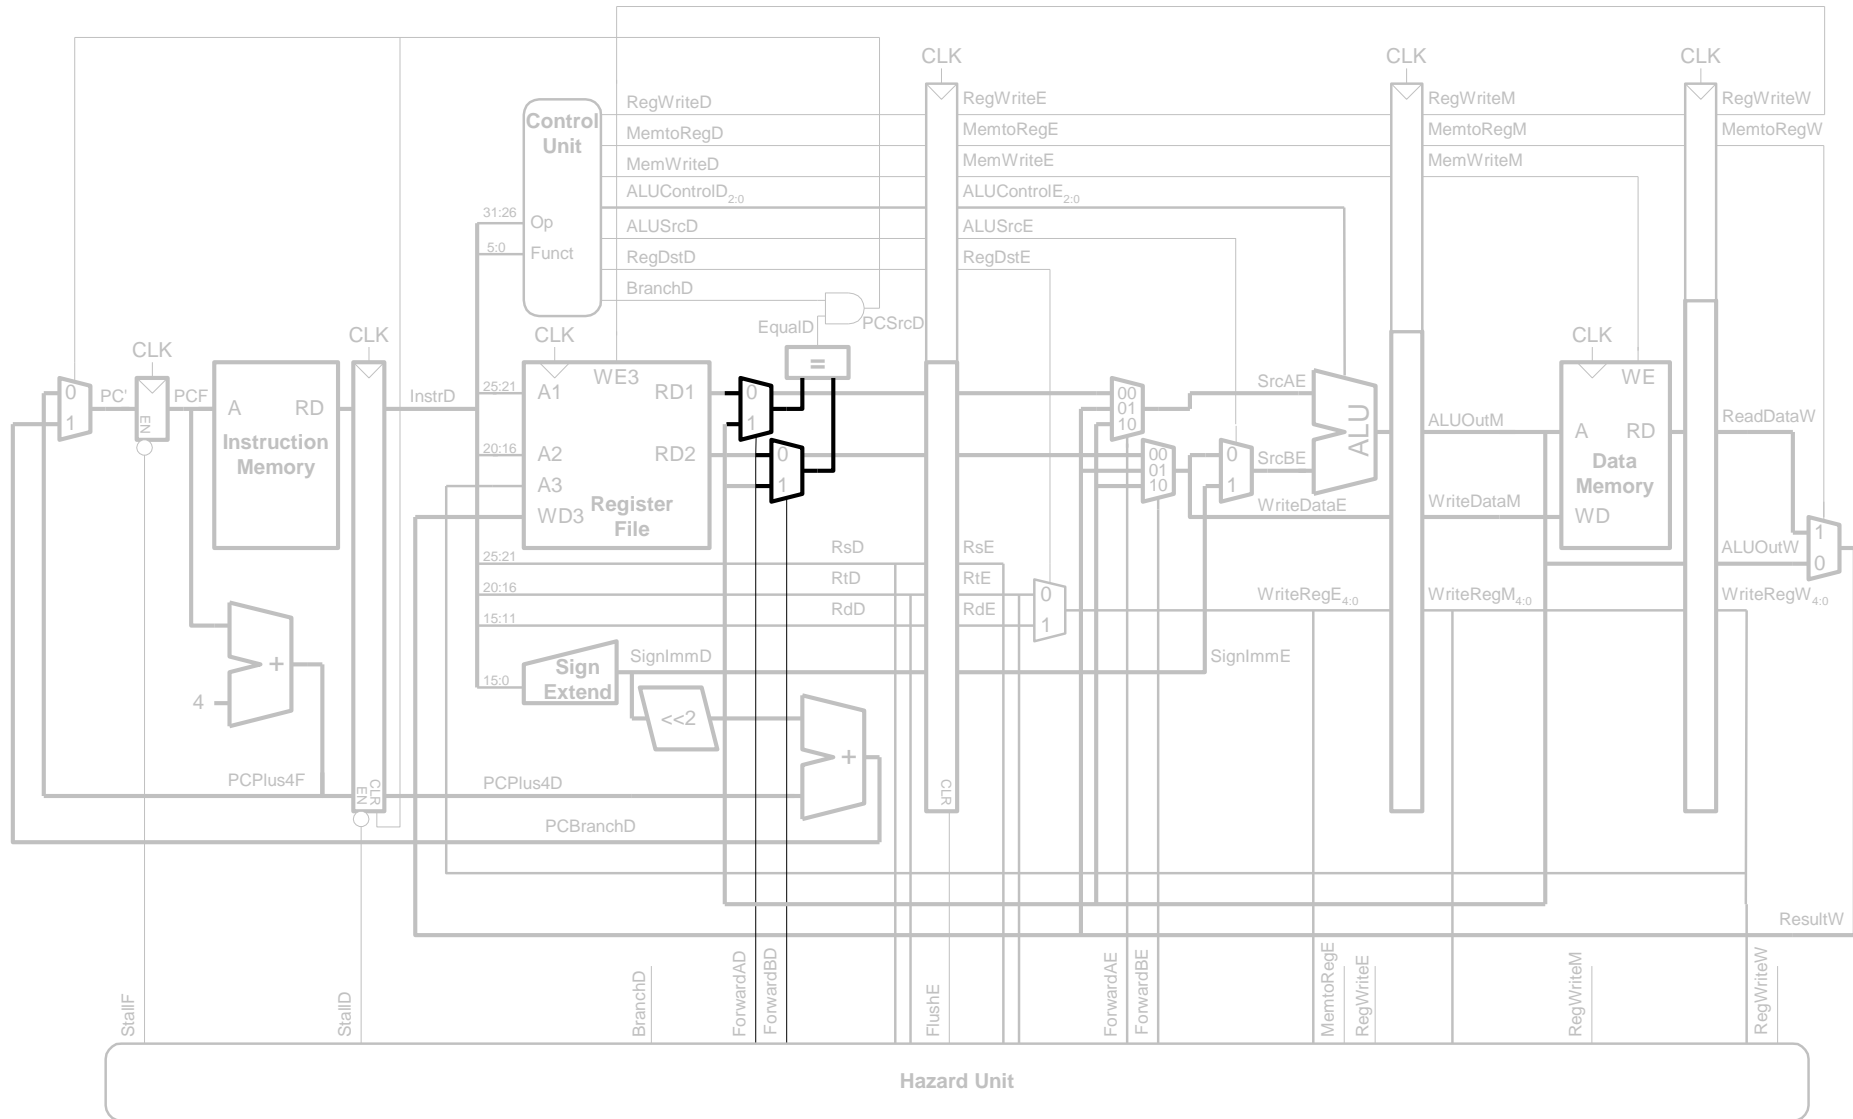 CLK CLK CLK
RegWriteD RegWriteE RegWriteM RegWriteW
Control Unit
MemtoRegD MemtoRegE MemtoRegM MemtoRegW
MemWriteD MemWriteE MemWriteM
ALUControlD2:0 ALUControlE2:0
31:26 Op ALUSrcD ALUSrcE
5:0 Funct RegDstD RegDstE
BranchD
EqualD PCSrcD
CLK CLK CLK CLK
=
0 1 PC' PCF EN
A RD
Instruction Memory
InstrD
25:21 A1 WE3 RD1 0 1
20:16 A2 RD2 0 1
A3
WD3 Register File
00 01 10 SrcAE
00 01 10 0 1 SrcBE
ALU
ALUOutM
WE
A RD
Data Memory
WD
ReadDataW
WriteDataE WriteDataM
1 0
ALUOutW
25:21 RsD RsE
20:16 RtD RtE 0
15:11 RdD RdE 1
WriteRegE4:0 WriteRegM4:0 WriteRegW4:0
+
4
15:0 Sign Extend
SignImmD SignImmE
<<2
+
PCPlus4F EN CLR PCPlus4D CLR
PCBranchD
ResultW
StallF
StallD
BranchD
ForwardAD
ForwardBD
FlushE
ForwardAE
ForwardBE
MemtoRegE
RegWriteE
RegWriteM
RegWriteW
Hazard Unit